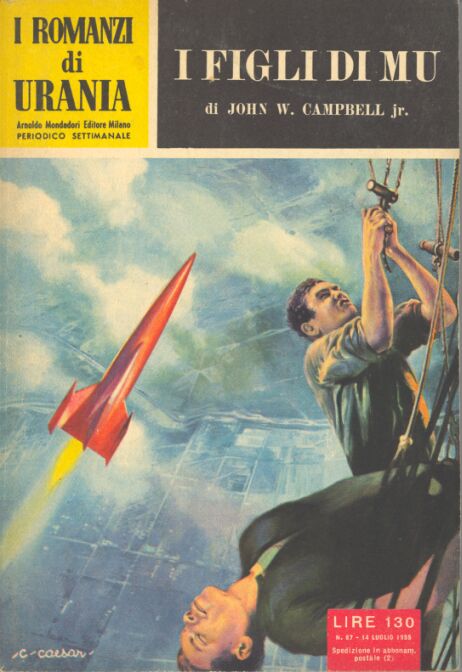 I ROMANZI
di
URANIA
Arnoldo Mondadori Editore Milano
PERIODICO SETTIMANALE
I FIGLI DI MU
di JOHN W. CAMPBELL jr.
LIRE 130
N. 87 - 14 LUGLIO 1955
Spedizione in abbonam.
postale (2)
c-caesar